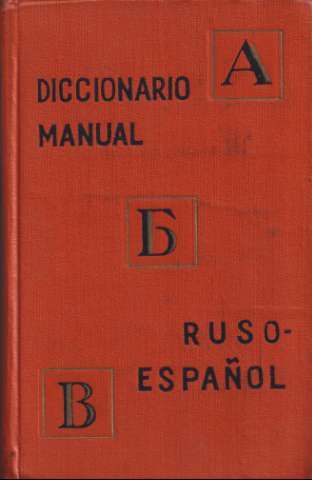 А
DICCIONARIO
MANUAL
Б
RUSO-
ESPAÑOL
В